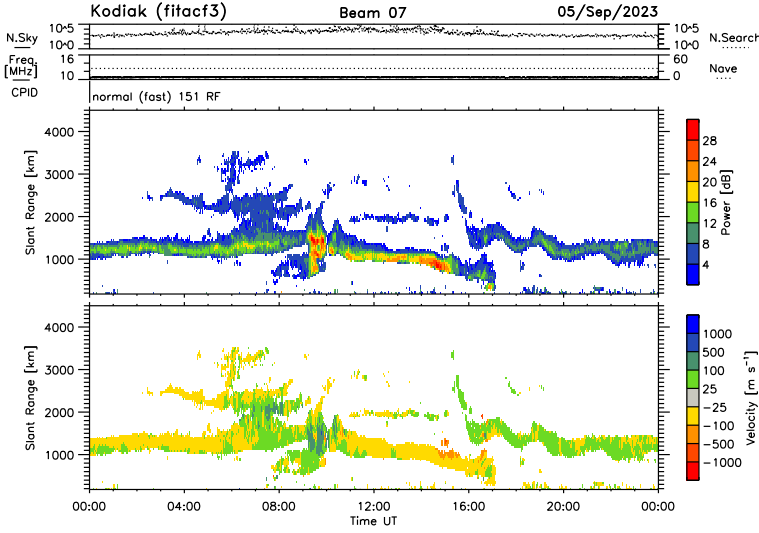 Kodiak (fitacf3) Beam 07 05/Sep/2023
N.Sky 10^5 10^0 10^5 10^0 N.Search
Freq. [MHz] 16 10 60 0 Nave
CPID normal (fast) 151 RF
Slant Range [km] 4000 3000 2000 1000
28 24 20 16 12 8 4 Power [dB]
Slant Range [km] 4000 3000 2000 1000
1000 500 100 25 −25 −100 −500 −1000 Velocity [m s⁻¹]
00:00 04:00 08:00 12:00 16:00 20:00 00:00
Time UT